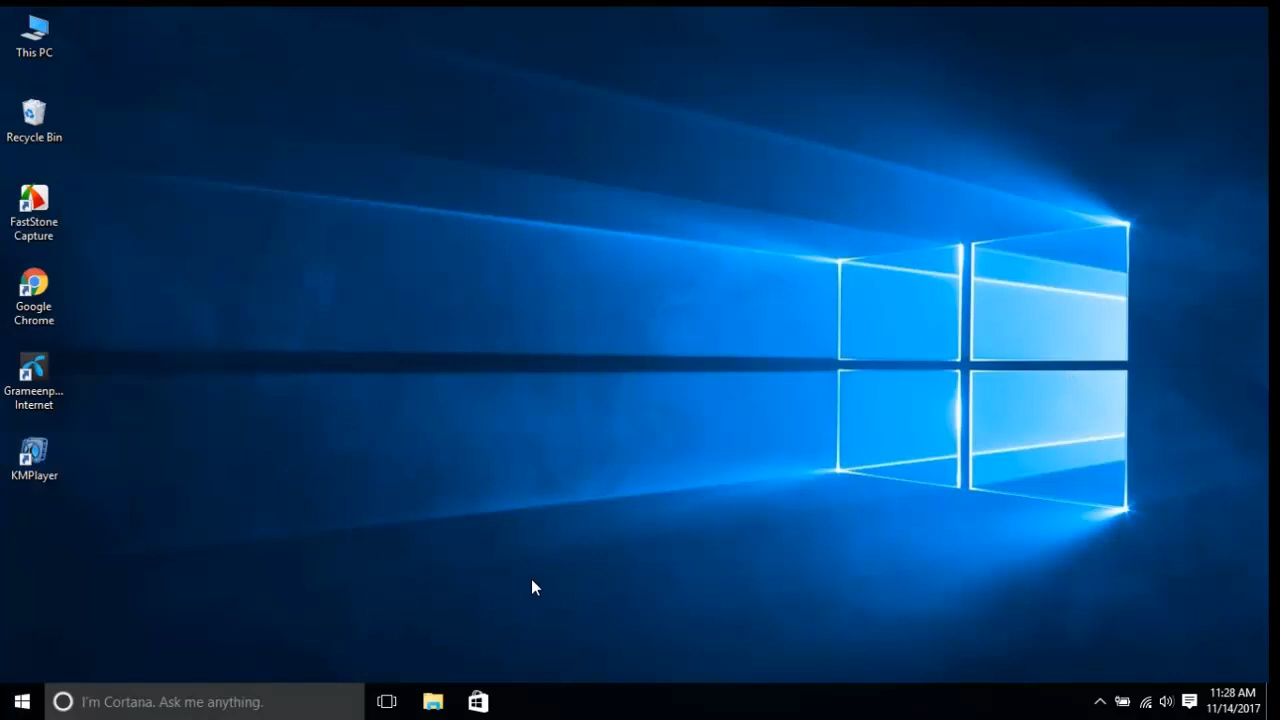 This PC
Recycle Bin
FastStone
Capture
Google
Chrome
Grameenp...
Internet
KMPlayer
I'm Cortana. Ask me anything.
11:28 AM
11/14/2017